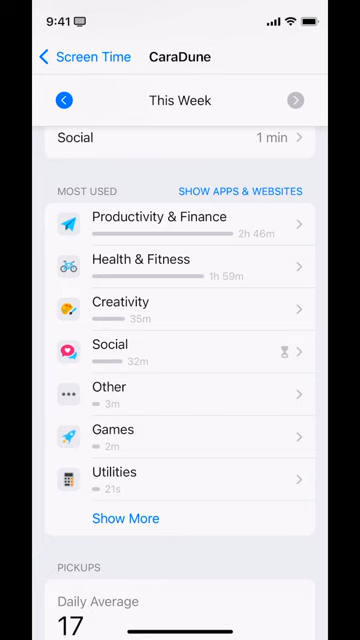 9:41
Screen Time
CaraDune
This Week
Social 1 min
MOST USED SHOW APPS & WEBSITES
Productivity & Finance
2h 46m
Health & Fitness
1h 59m
Creativity
35m
Social
32m
Other
3m
Games
2m
Utilities
21s
Show More
PICKUPS
Daily Average
17